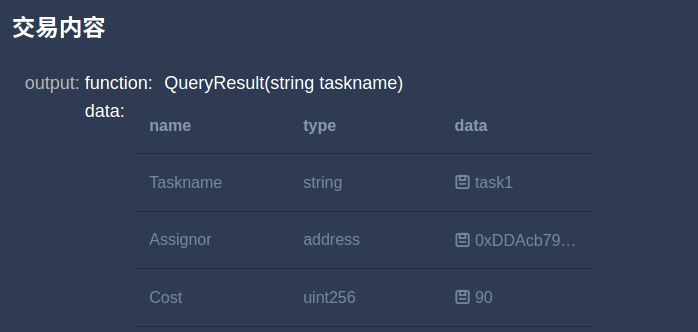 交易内容
output: function: QueryResult(string taskname)
data:
name type data
Taskname string task1
Assignor address 0xDDAcb79...
Cost uint256 90